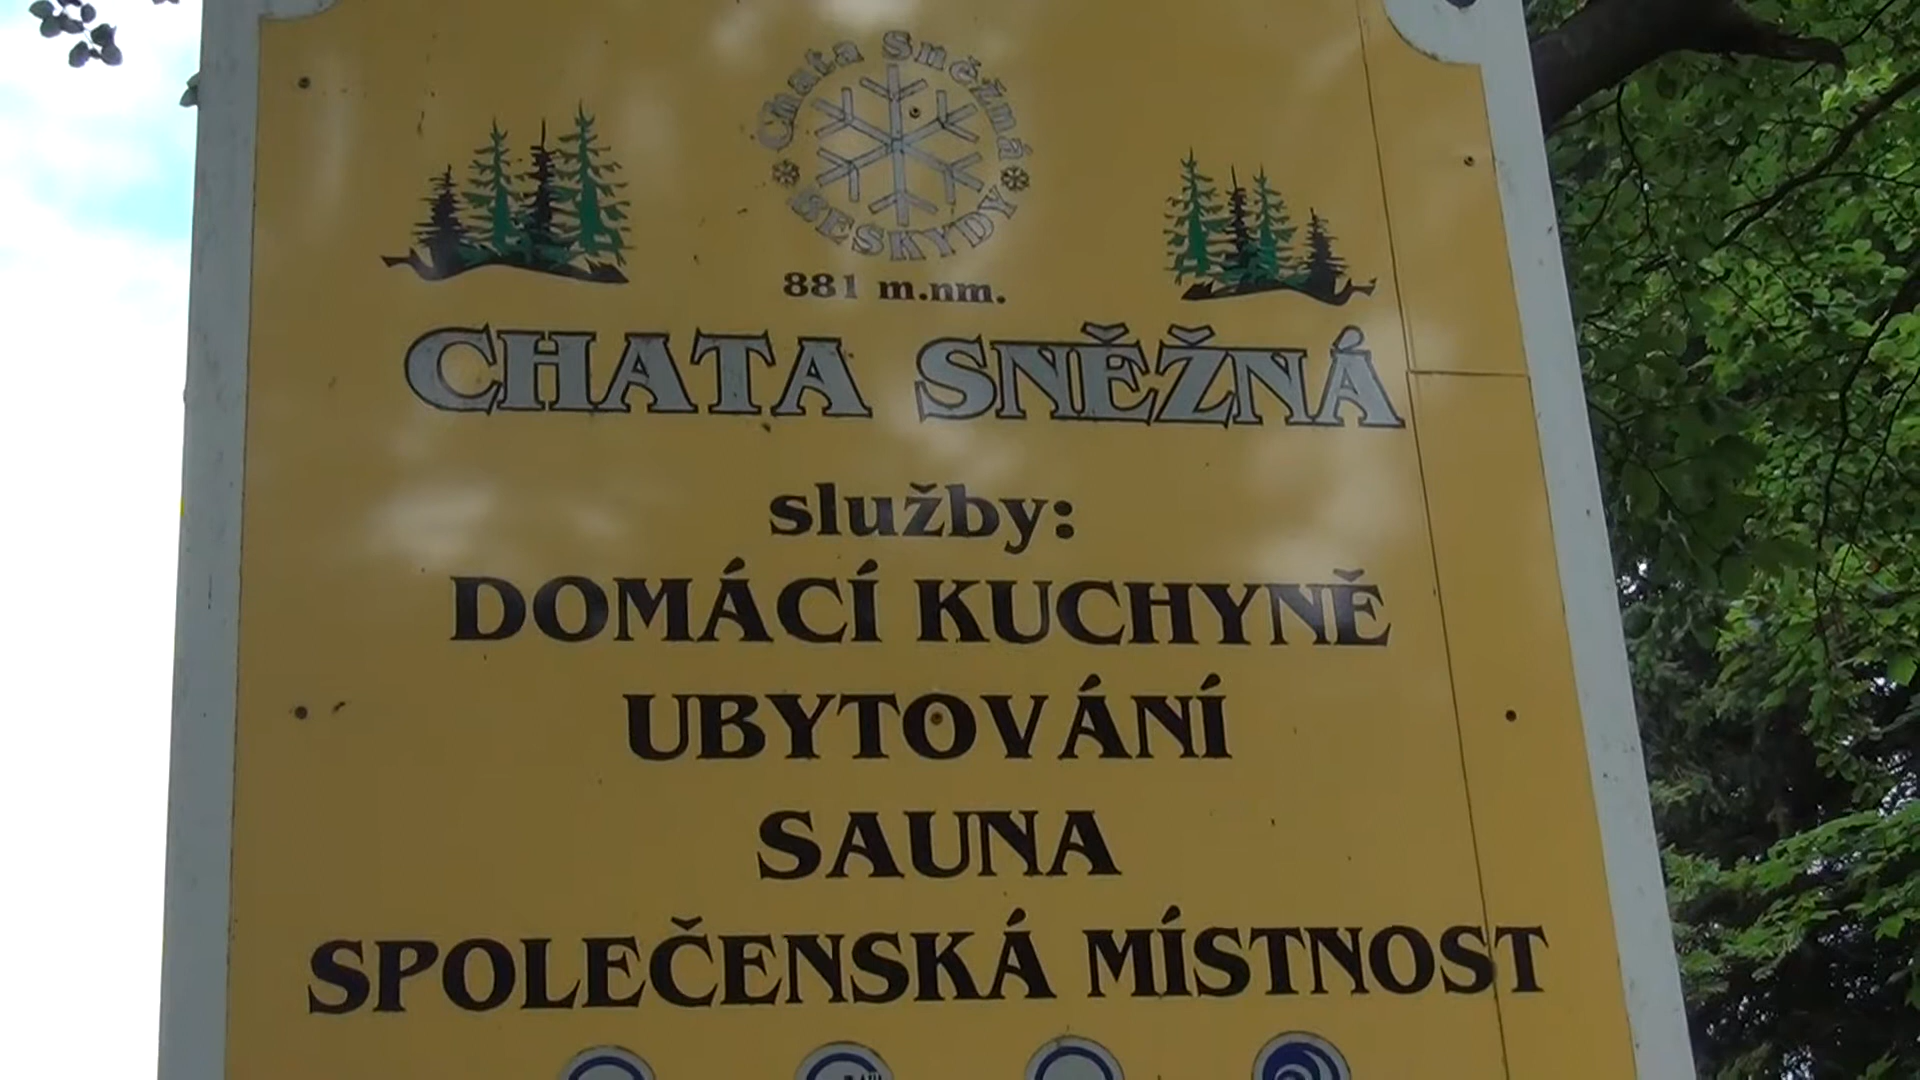 Chata Sněžná
BESKYDY
881 m.nm.
CHATA SNĚŽNÁ
služby:
DOMÁCÍ KUCHYNĚ
UBYTOVÁNÍ
SAUNA
SPOLEČENSKÁ MÍSTNOST